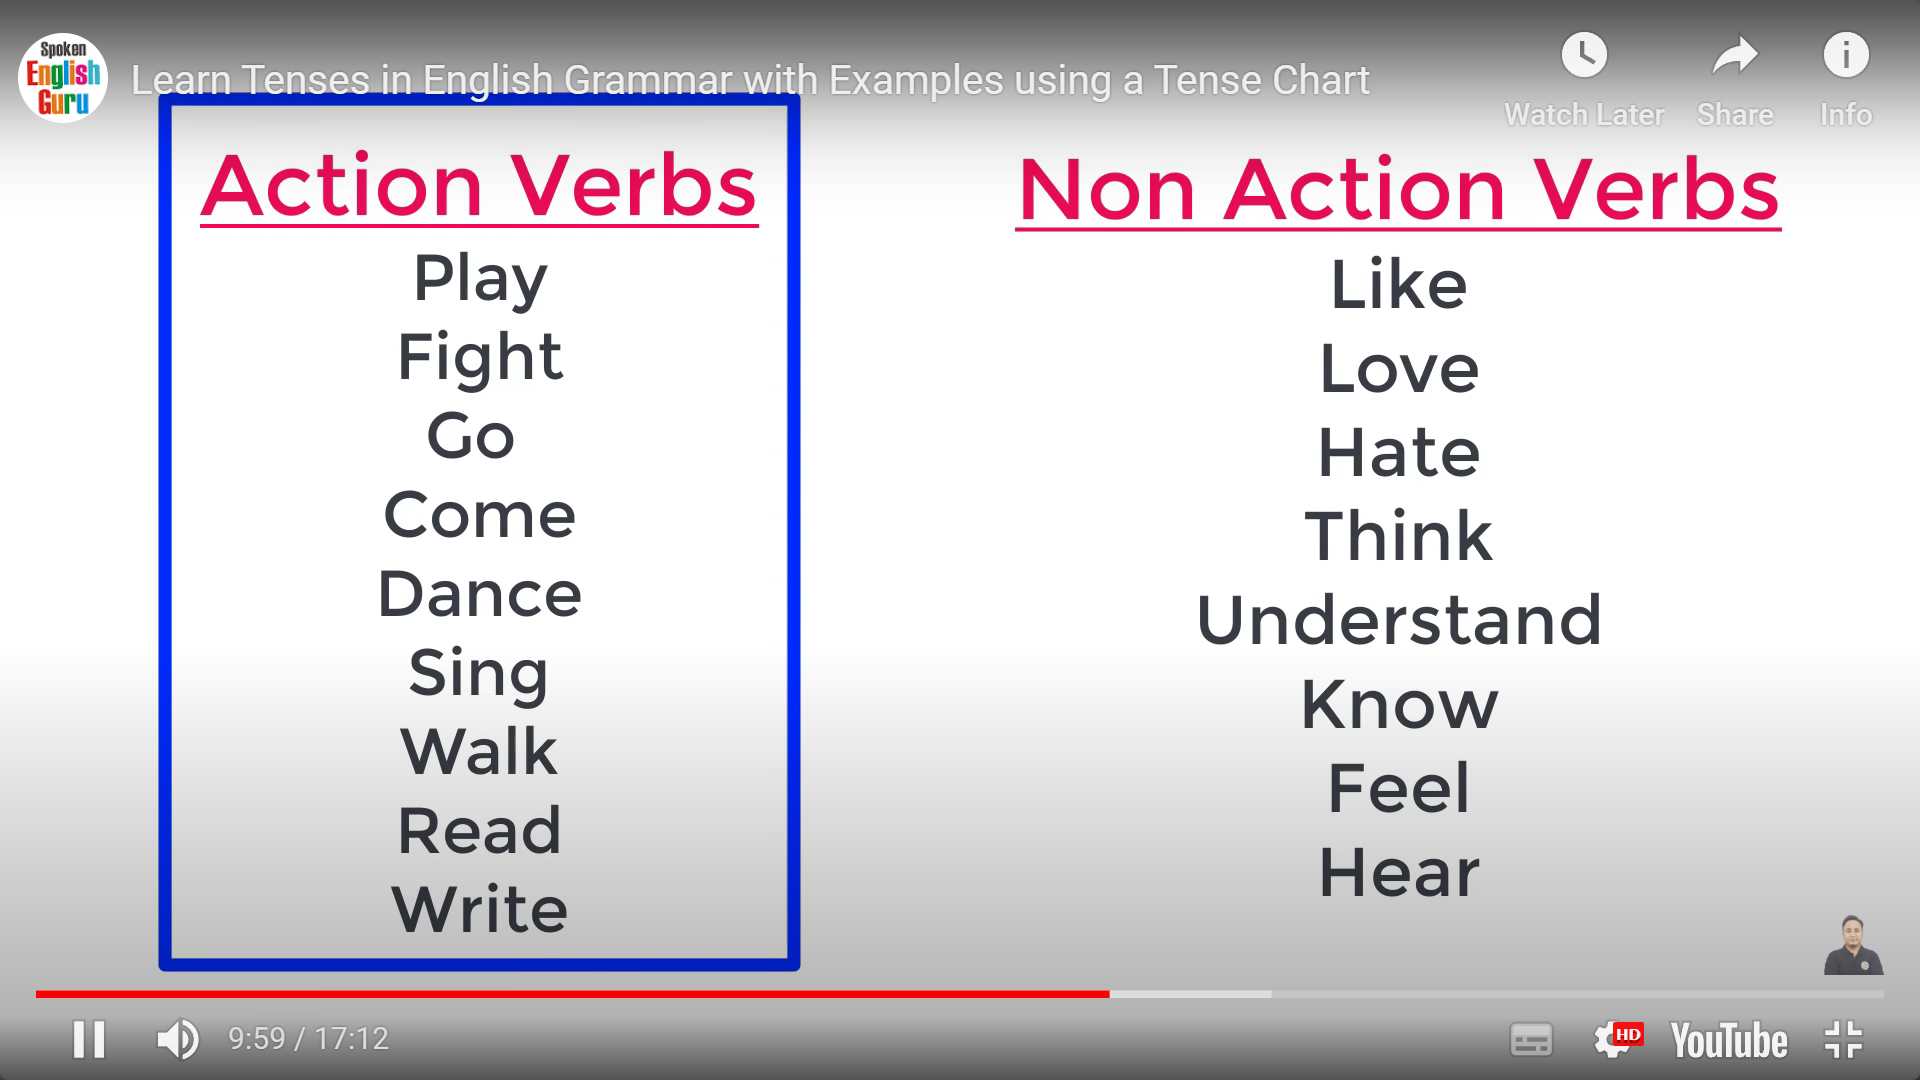 Spoken
English
Guru
Learn Tenses in English Grammar with Examples using a Tense Chart
Watch Later
Share
Info
Action Verbs
Play
Fight
Go
Come
Dance
Sing
Walk
Read
Write
Non Action Verbs
Like
Love
Hate
Think
Understand
Know
Feel
Hear
9:59 / 17:12
HD
YouTube